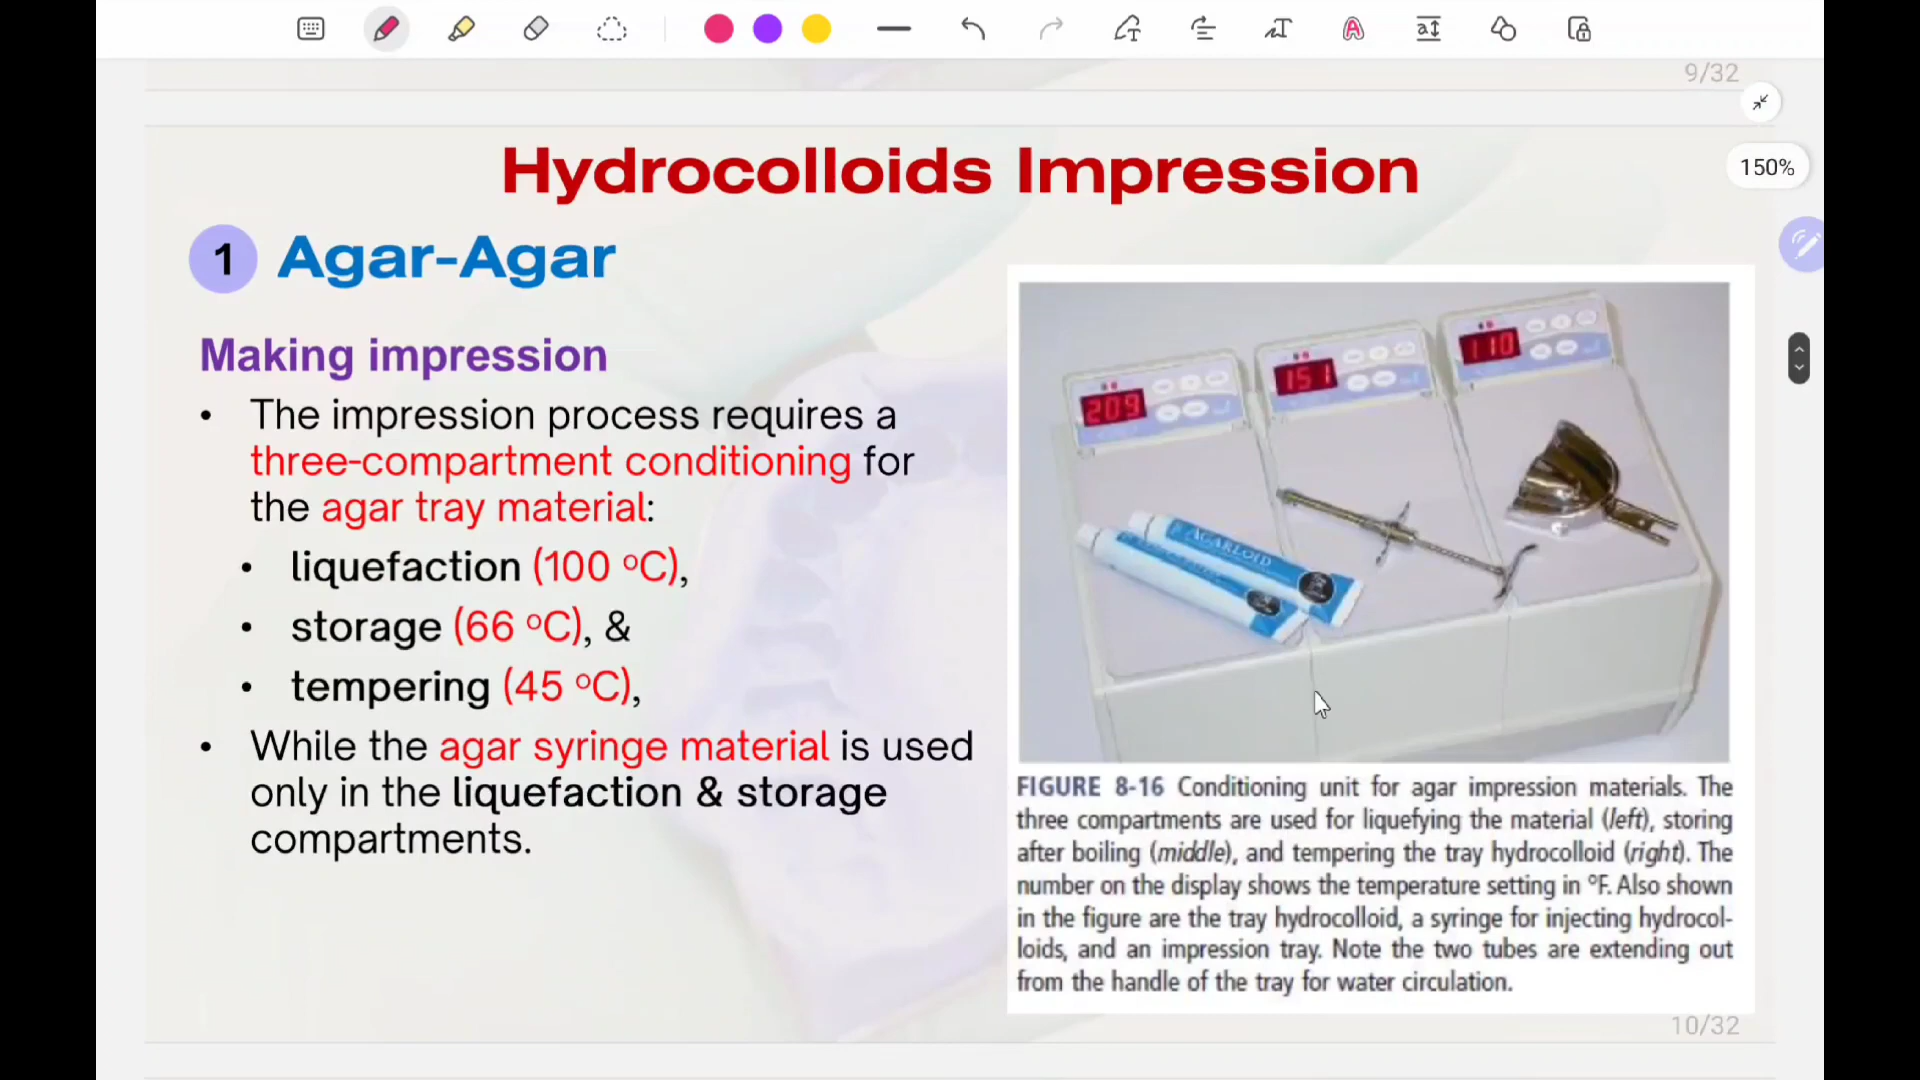 9/32
150%
Hydrocolloids Impression
1 Agar-Agar
Making impression
• The impression process requires a
three-compartment conditioning for
the agar tray material:
• liquefaction (100 ºC),
• storage (66 ºC), &
• tempering (45 ºC),
• While the agar syringe material is used
only in the liquefaction & storage
compartments.
209
151
110
AGARLOID
FIGURE 8-16 Conditioning unit for agar impression materials. The
three compartments are used for liquefying the material (left), storing
after boiling (middle), and tempering the tray hydrocolloid (right). The
number on the display shows the temperature setting in °F. Also shown
in the figure are the tray hydrocolloid, a syringe for injecting hydrocol-
loids, and an impression tray. Note the two tubes are extending out
from the handle of the tray for water circulation.
10/32